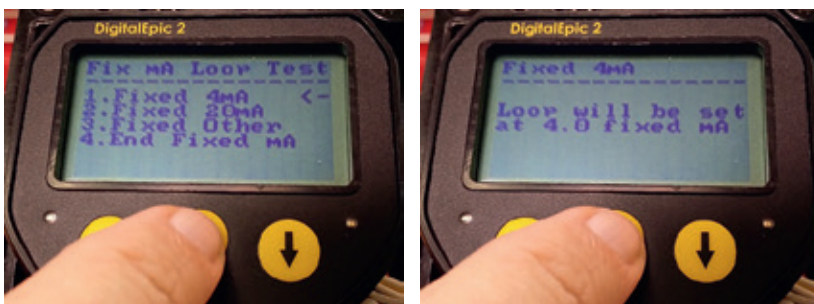 DigitalEpic 2
Fix mA Loop Test
1.Fixed 4mA <-
2.Fixed 20mA
3.Fixed Other
4.End Fixed mA
DigitalEpic 2
Fixed 4mA
Loop will be set
at 4.0 fixed mA